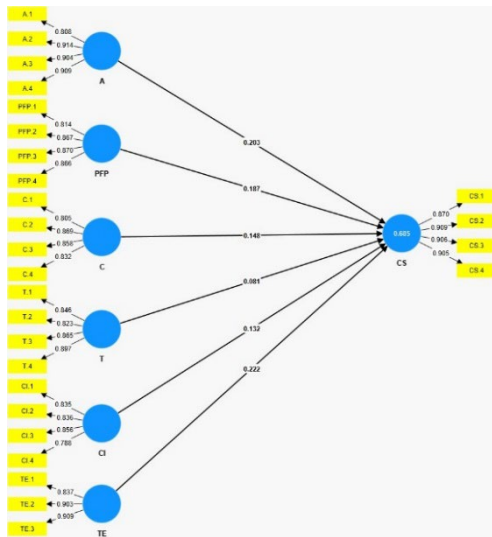 A.1
A.2
A.3
A.4
0.914
0.904
0.909
A
PFP.1
PFP.2
PFP.3
PFP.4
0.814
0.867
0.870
0.866
PFP
C.1
C.2
C.3
C.4
0.805
0.869
0.858
0.832
C
T.1
T.2
T.3
T.4
0.846
0.823
0.865
0.897
T
CI.1
CI.2
CI.3
CI.4
0.835
0.836
0.856
0.788
CI
TE.1
TE.2
TE.3
0.837
0.903
0.909
TE
0.203
0.187
0.148
0.081
0.132
0.222
0.685
CS
0.870
0.909
0.906
0.905
CS.1
CS.2
CS.3
CS.4